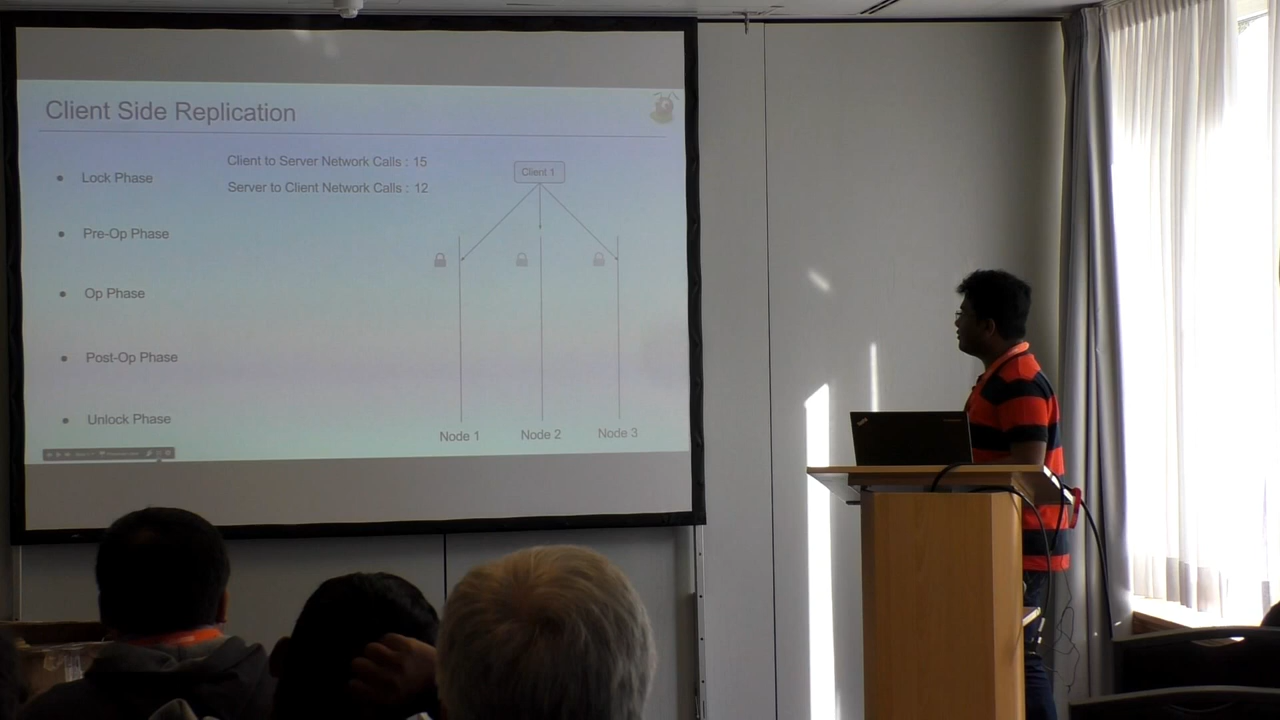 Client Side Replication
Client to Server Network Calls : 15
Server to Client Network Calls : 12
Lock Phase
Pre-Op Phase
Op Phase
Post-Op Phase
Unlock Phase
Client 1
Node 1
Node 2
Node 3